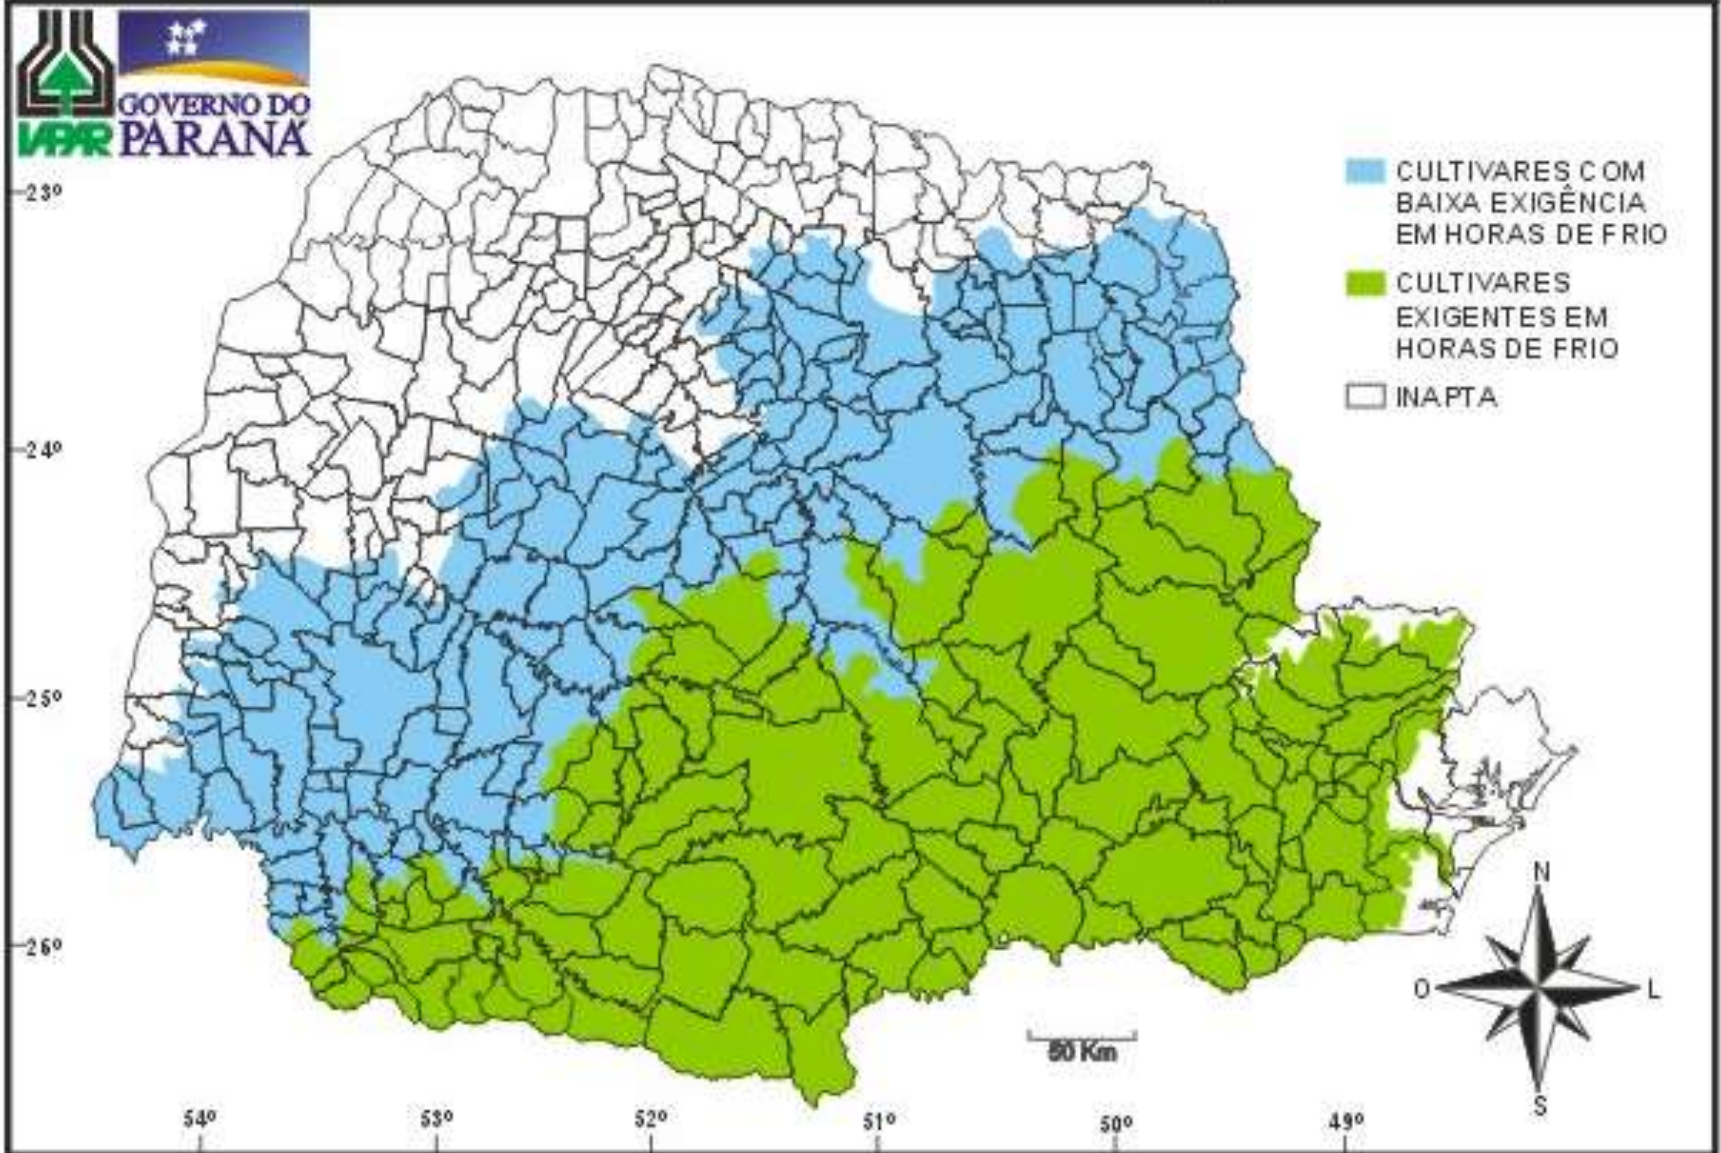 IAPAR
GOVERNO DO
PARANÁ
CULTIVARES COM
BAIXA EXIGÊNCIA
EM HORAS DE FRIO
CULTIVARES
EXIGENTES EM
HORAS DE FRIO
INAPTA
23º
24º
25º
26º
N
O
L
S
50 Km
54º
53º
52º
51º
50º
49º